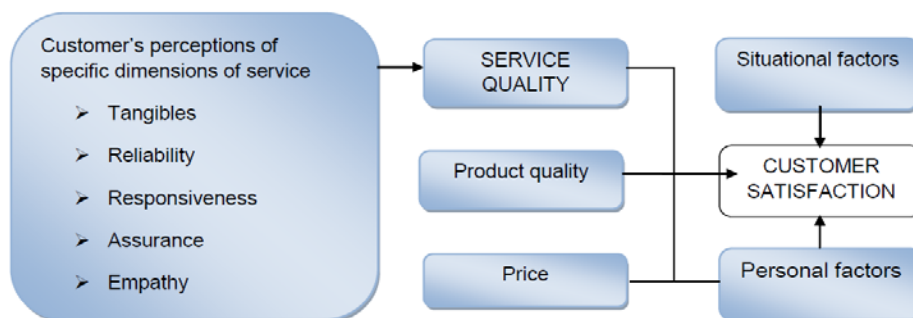 Customer's perceptions of
specific dimensions of service
➢ Tangibles
➢ Reliability
➢ Responsiveness
➢ Assurance
➢ Empathy
SERVICE
QUALITY
Product quality
Price
Situational factors
CUSTOMER
SATISFACTION
Personal factors